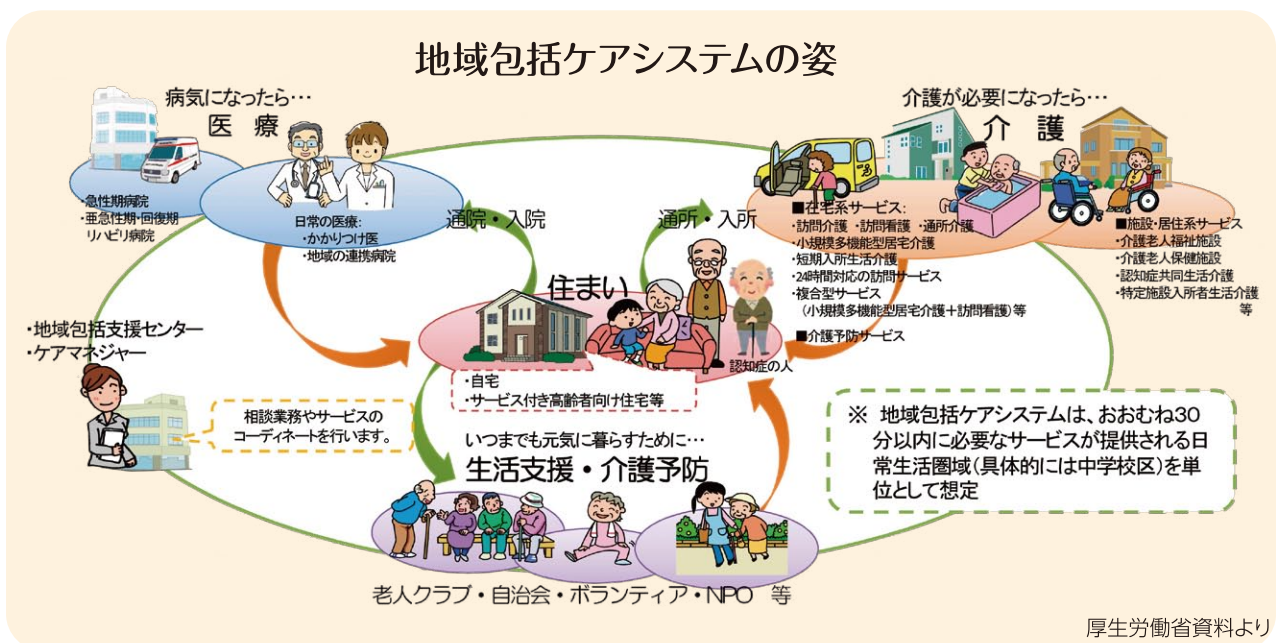 地域包括ケアシステムの姿
病気になったら…
医療
・急性期病院
・亜急性期・回復期
リハビリ病院
日常の医療:
・かかりつけ医
・地域の連携病院
通院・入院
通所・入所
介護が必要になったら…
介護
■在宅系サービス:
・訪問介護 ・訪問看護 ・通所介護
・小規模多機能型居宅介護
・短期入所生活介護
・24時間対応の訪問サービス
・複合型サービス
(小規模多機能型居宅介護+訪問看護)等
■介護予防サービス
■施設・居住系サービス
・介護老人福祉施設
・介護老人保健施設
・認知症共同生活介護
・特定施設入所者生活介護
等
住まい
認知症の人
・自宅
・サービス付き高齢者向け住宅等
・地域包括支援センター
・ケアマネジャー
相談業務やサービスの
コーディネートを行います。
いつまでも元気に暮らすために…
生活支援・介護予防
老人クラブ・自治会・ボランティア・NPO 等
※ 地域包括ケアシステムは、おおむね30
分以内に必要なサービスが提供される日
常生活圏域(具体的には中学校区)を単
位として想定
厚生労働省資料より